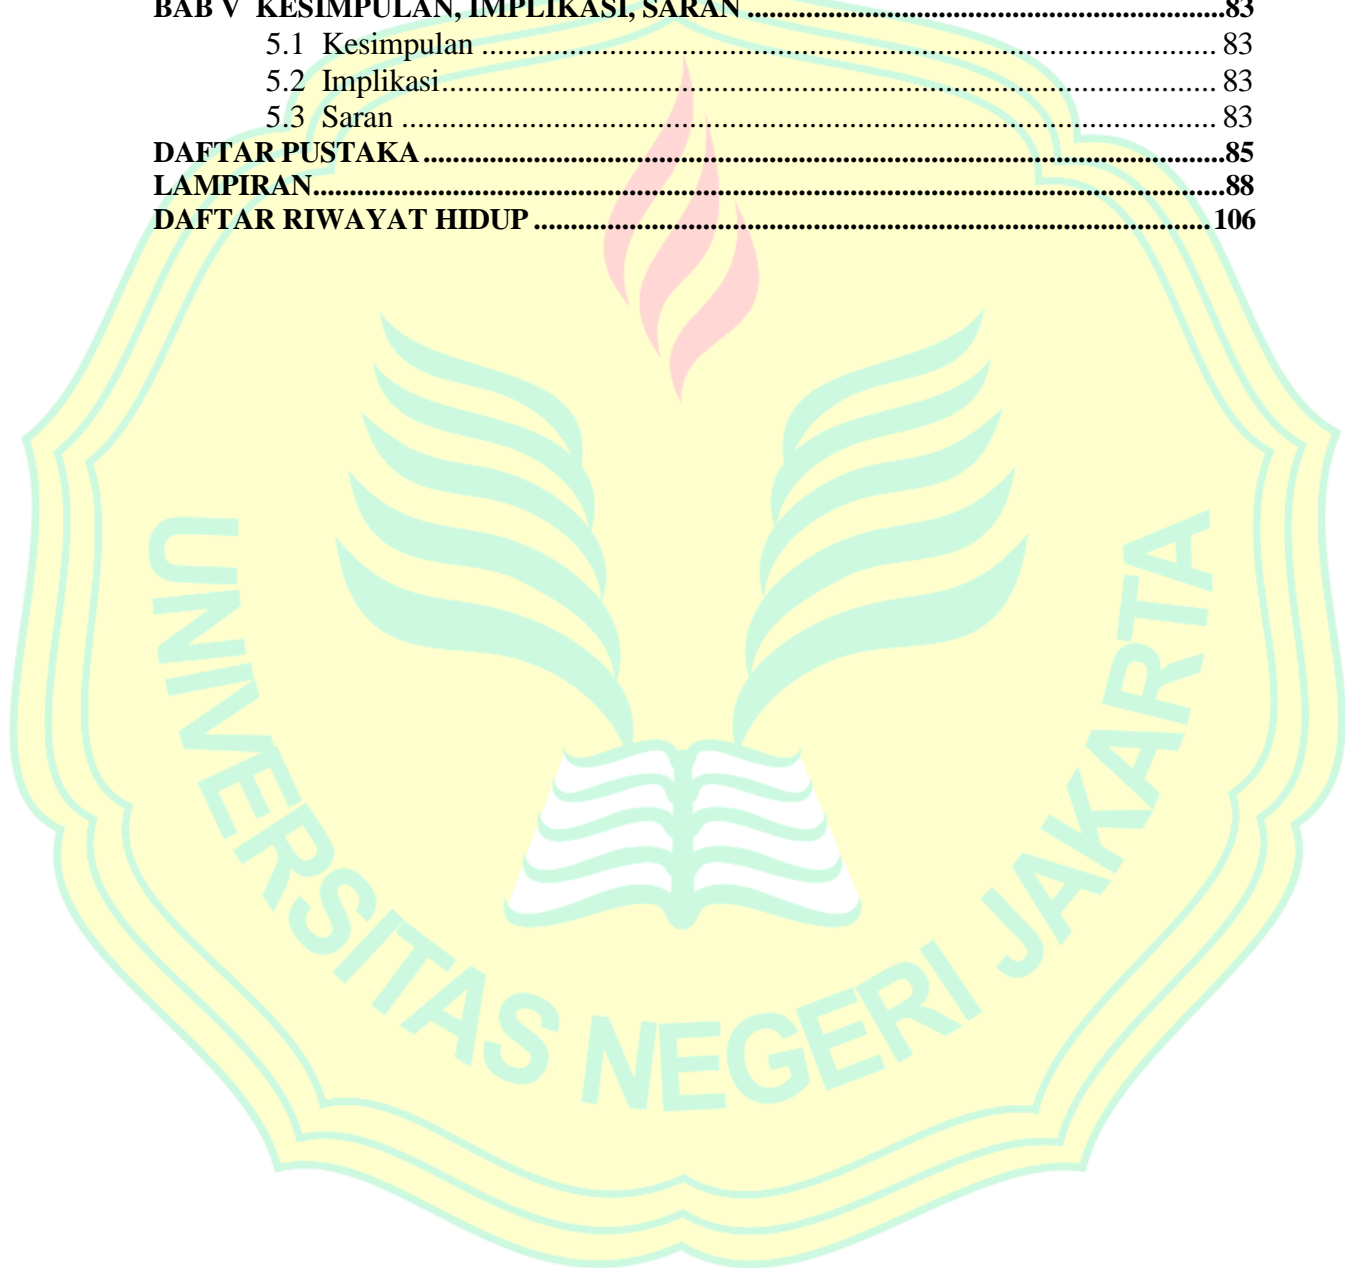 BAB V KESIMPULAN, IMPLIKASI, SARAN ................................................................83
5.1 Kesimpulan ............................................................................................ 83
5.2 Implikasi................................................................................................. 83
5.3 Saran ...................................................................................................... 83
DAFTAR PUSTAKA ............................................................................................................85
LAMPIRAN...........................................................................................................................88
DAFTAR RIWAYAT HIDUP ...........................................................................................106
UNIVERSITAS NEGERI JAKARTA